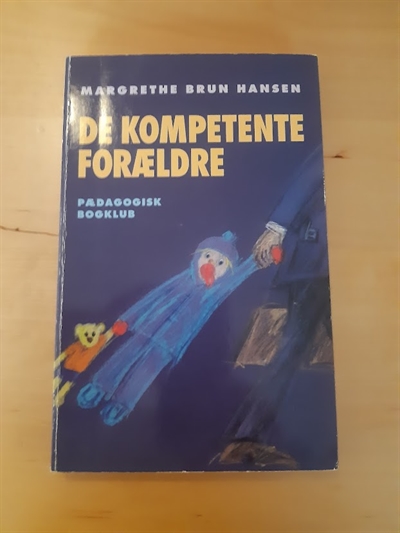 MARGRETHE BRUN HANSEN
DE KOMPETENTE
FORÆLDRE
PÆDAGOGISK
BOGKLUB